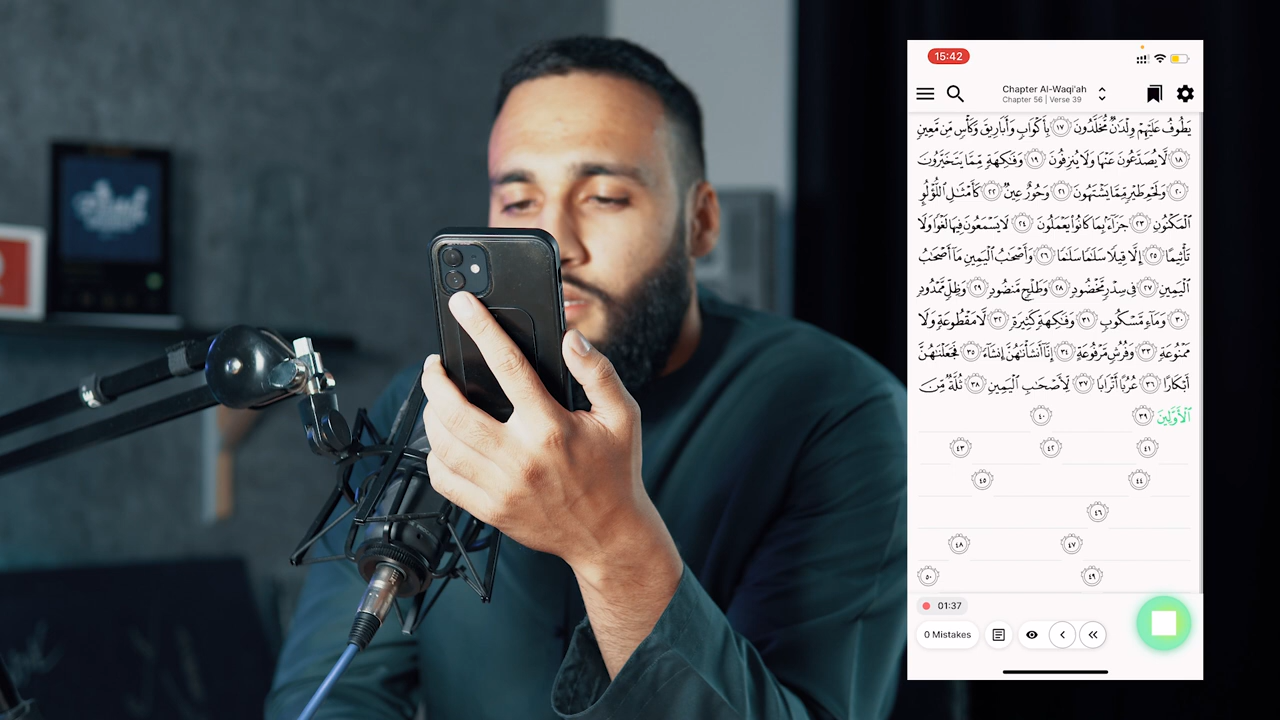 15:42
Chapter Al-Waqi'ah
Chapter 56 | Verse 39
يَطُوفُ عَلَيْهِمْ وِلْدَٰنٌ مُّخَلَّدُونَ ١٧ بِأَكْوَابٍ وَأَبَارِيقَ وَكَأْسٍ مِّن مَّعِينٍ
١٨ لَّا يُصَدَّعُونَ عَنْهَا وَلَا يُنزِفُونَ ١٩ وَفَٰكِهَةٍ مِّمَّا يَتَخَيَّرُونَ
٢٠ وَلَحْمِ طَيْرٍ مِّمَّا يَشْتَهُونَ ٢١ وَحُورٌ عِينٌ ٢٢ كَأَمْثَٰلِ ٱللُّؤْلُؤِ
ٱلْمَكْنُونِ ٢٣ جَزَآءًۢ بِمَا كَانُوا۟ يَعْمَلُونَ ٢٤ لَا يَسْمَعُونَ فِيهَا لَغْوًا وَلَا
تَأْثِيمًا ٢٥ إِلَّا قِيلًا سَلَٰمًا سَلَٰمًا ٢٦ وَأَصْحَٰبُ ٱلْيَمِينِ مَآ أَصْحَٰبُ
ٱلْيَمِينِ ٢٧ فِى سِدْرٍ مَّخْضُودٍ ٢٨ وَطَلْحٍ مَّنضُودٍ ٢٩ وَظِلٍّ مَّمْدُودٍ
٣٠ وَمَآءٍ مَّسْكُوبٍ ٣١ وَفَٰكِهَةٍ كَثِيرَةٍ ٣٢ لَّا مَقْطُوعَةٍ وَلَا
مَمْنُوعَةٍ ٣٣ وَفُرُشٍ مَّرْفُوعَةٍ ٣٤ إِنَّآ أَنشَأْنَٰهُنَّ إِنشَآءً ٣٥ فَجَعَلْنَٰهُنَّ
أَبْكَارًا ٣٦ عُرُبًا أَتْرَابًا ٣٧ لِّأَصْحَٰبِ ٱلْيَمِينِ ٣٨ ثُلَّةٌ مِّنَ
ٱلْأَوَّلِينَ ٣٩ ٤٠
٤١ ٤٢ ٤٣
٤٤ ٤٥
٤٦
٤٧ ٤٨
٤٩ ٥٠
01:37
0 Mistakes